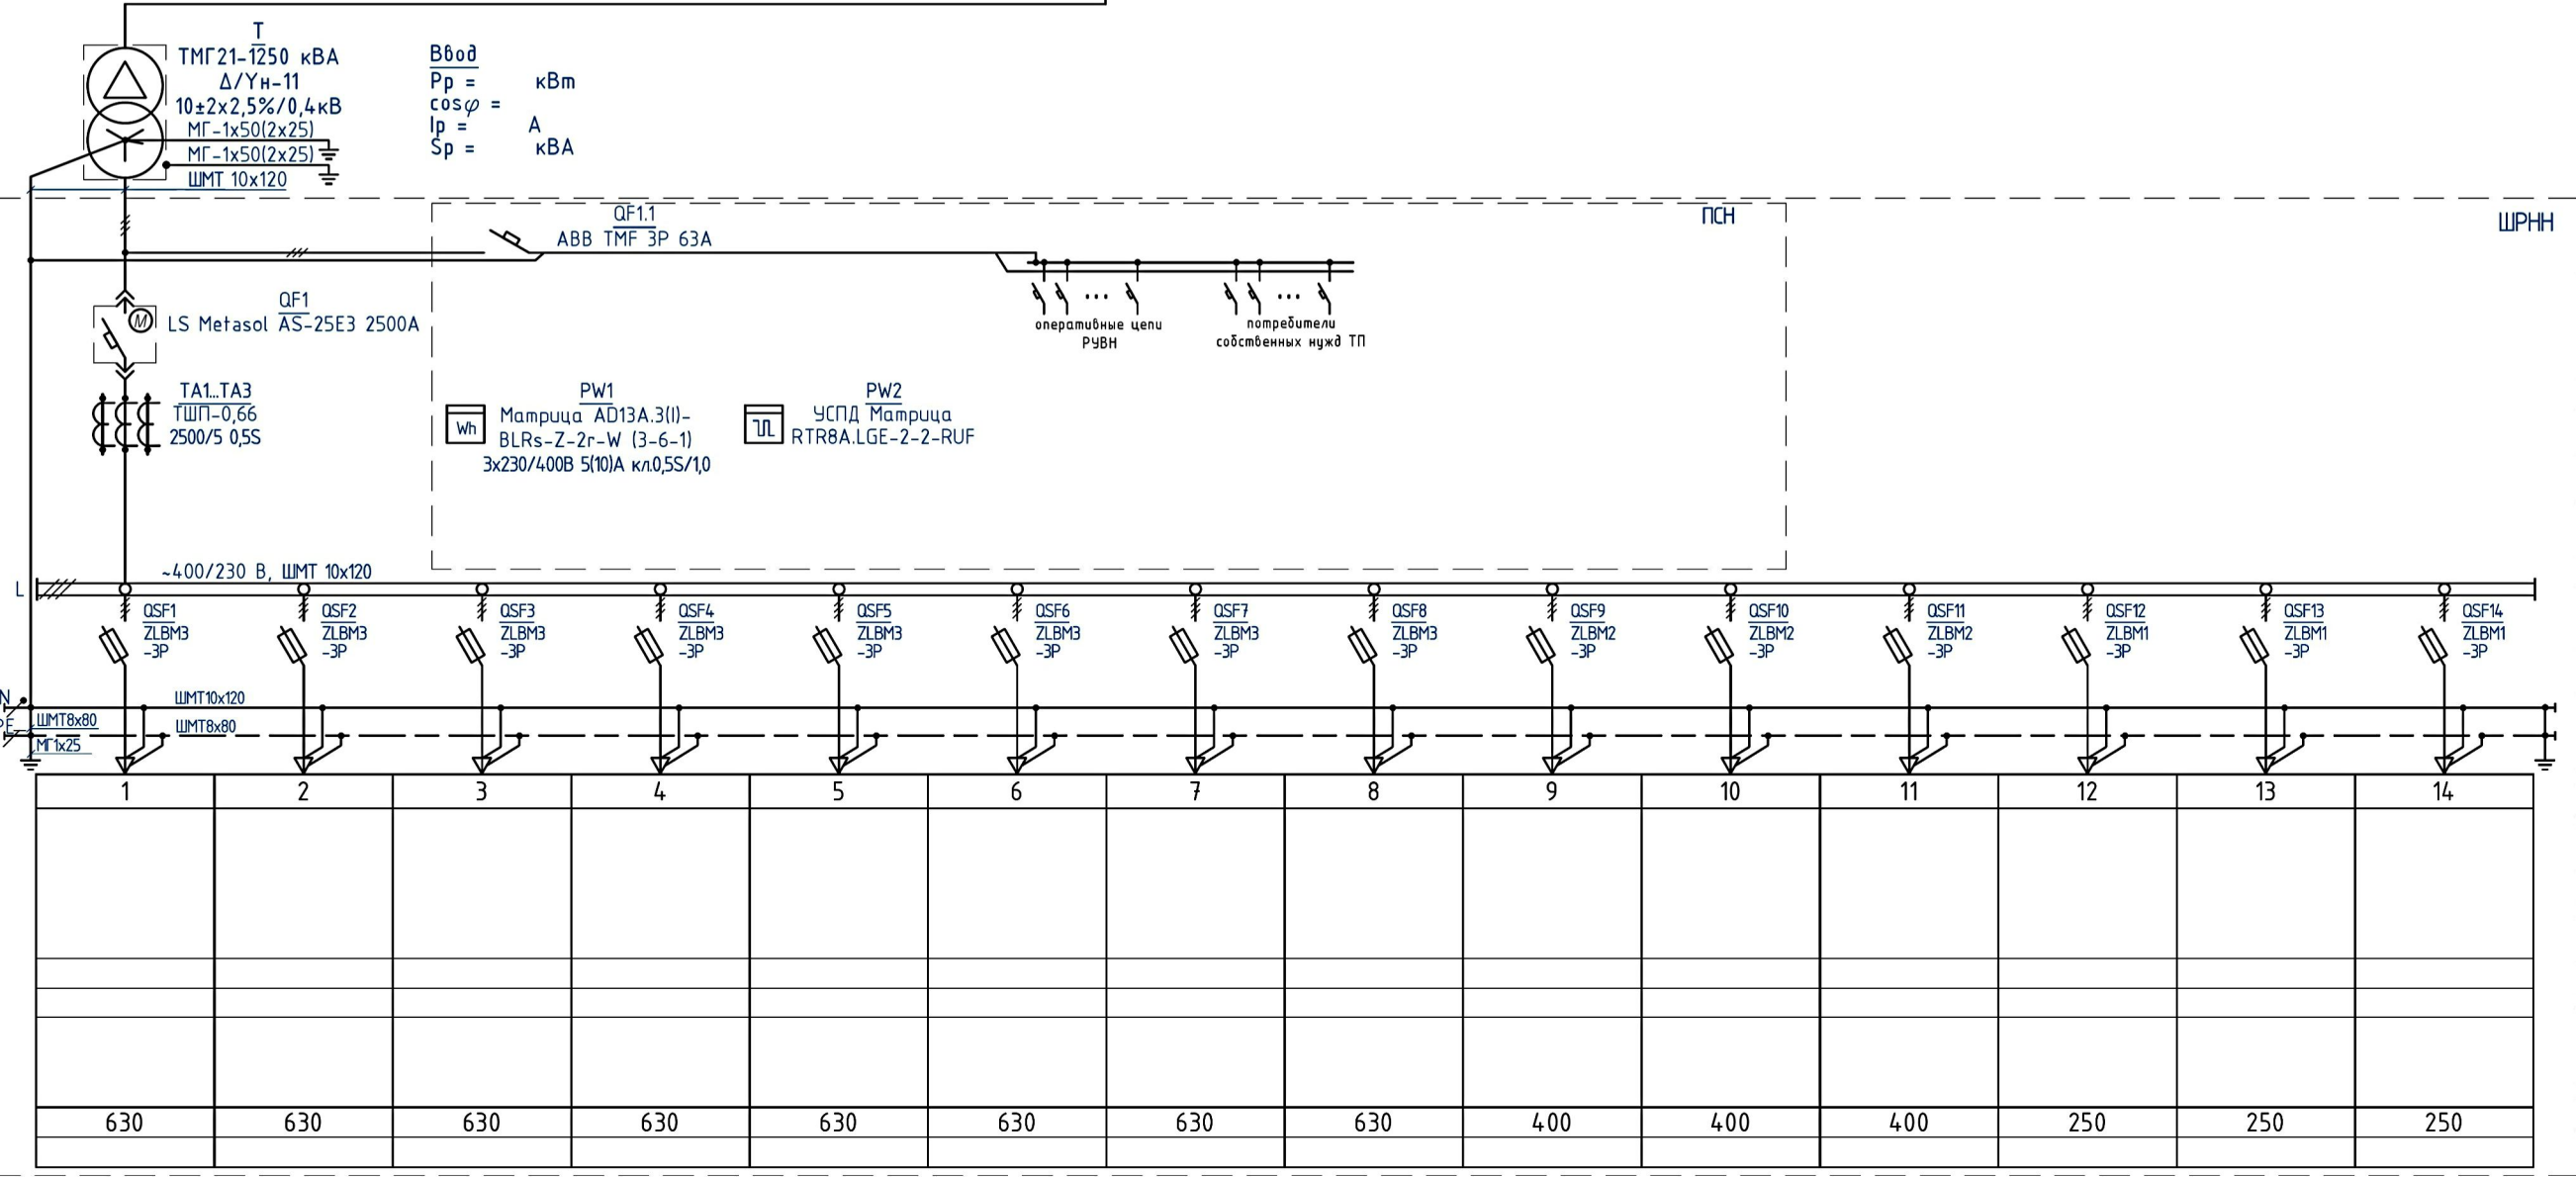 Т
ТМГ21-1250 кВА
Δ/Yн-11
10±2х2,5%/0,4кВ
МГ-1х50(2х25)
МГ-1х50(2х25)
ШМТ 10х120
Ввод
Рр = кВт
cosφ =
Iр = А
Sр = кВА
ПСН
ШРНН
QF1.1
ABB TMF 3P 63A
оперативные цепи
РУВН
потребители
собственных нужд ТП
QF1
M
LS Metasol AS-25E3 2500A
ТА1...ТА3
ТШП-0,66
2500/5 0,5S
PW1
Wh
Матрица AD13A.3(I)-
BLRs-Z-2r-W (3-6-1)
3х230/400В 5(10)А кл.0,5S/1,0
PW2
УСПД Матрица
RTR8A.LGE-2-2-RUF
~400/230 В, ШМТ 10х120
L
QSF1 QSF2 QSF3 QSF4 QSF5 QSF6 QSF7 QSF8 QSF9 QSF10 QSF11 QSF12 QSF13 QSF14
ZLBM3 ZLBM3 ZLBM3 ZLBM3 ZLBM3 ZLBM3 ZLBM3 ZLBM3 ZLBM2 ZLBM2 ZLBM2 ZLBM1 ZLBM1 ZLBM1
-3P -3P -3P -3P -3P -3P -3P -3P -3P -3P -3P -3P -3P -3P
N
ШМТ10х120
PE
ШМТ8х80
ШМТ8х80
МГ1х25
1 2 3 4 5 6 7 8 9 10 11 12 13 14
630 630 630 630 630 630 630 630 400 400 400 250 250 250